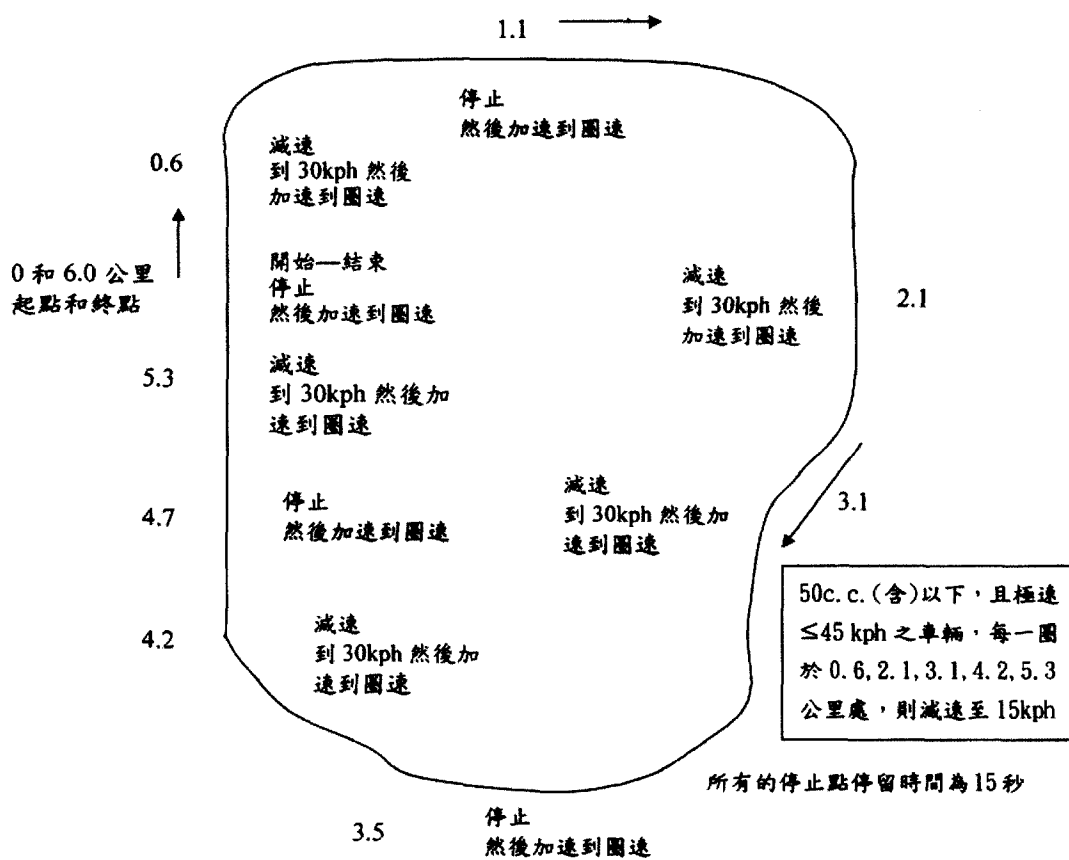 1.1
停止
然後加速到圈速
0.6
減速
到 30kph 然後
加速到圈速
0 和 6.0 公里
起點和終點
開始—結束
停止
然後加速到圈速
減速
到 30kph 然後
加速到圈速
2.1
5.3
減速
到 30kph 然後加
速到圈速
4.7
停止
然後加速到圈速
減速
到 30kph 然後加
速到圈速
3.1
4.2
減速
到 30kph 然後加
速到圈速
50c.c.(含)以下，且極速
≤45 kph 之車輛，每一圈
於 0.6,2.1,3.1,4.2,5.3
公里處，則減速至 15kph
所有的停止點停留時間為 15 秒
3.5
停止
然後加速到圈速